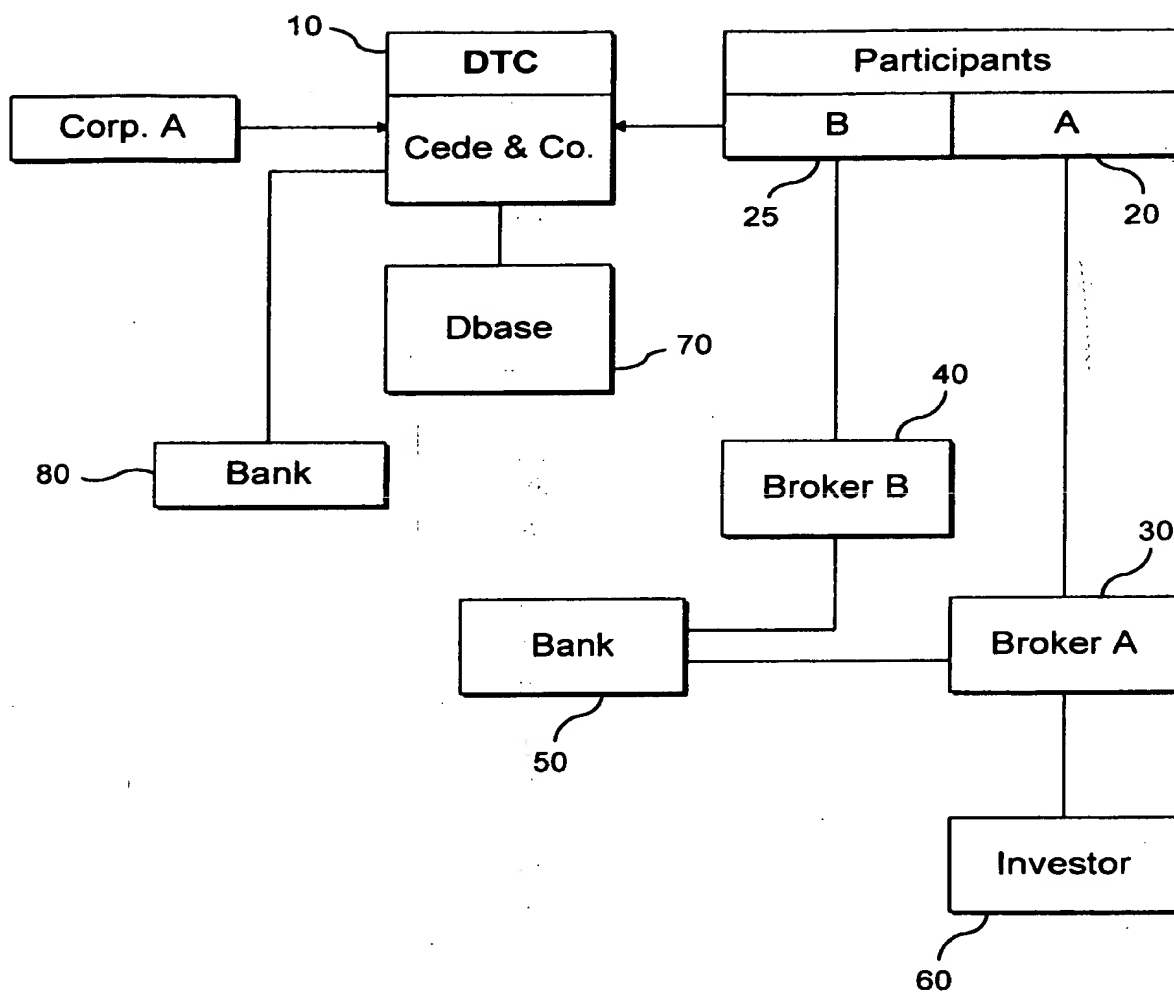 10
DTC
Participants
Corp. A
Cede & Co.
B
A
25
20
Dbase
70
40
80
Bank
Broker B
30
Bank
Broker A
50
Investor
60